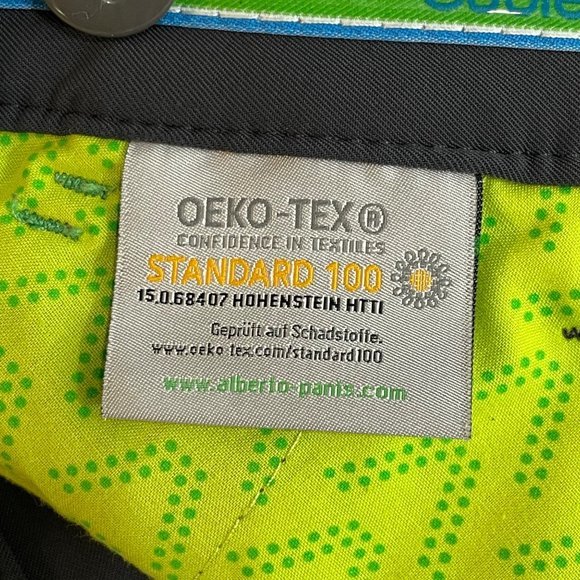 OEKO-TEX®
CONFIDENCE IN TEXTILES
STANDARD 100
15.0.68407 HOHENSTEIN HTTI
Geprüft auf Schadstoffe.
www.oeko-tex.com/standard100
www.alberto-pants.com